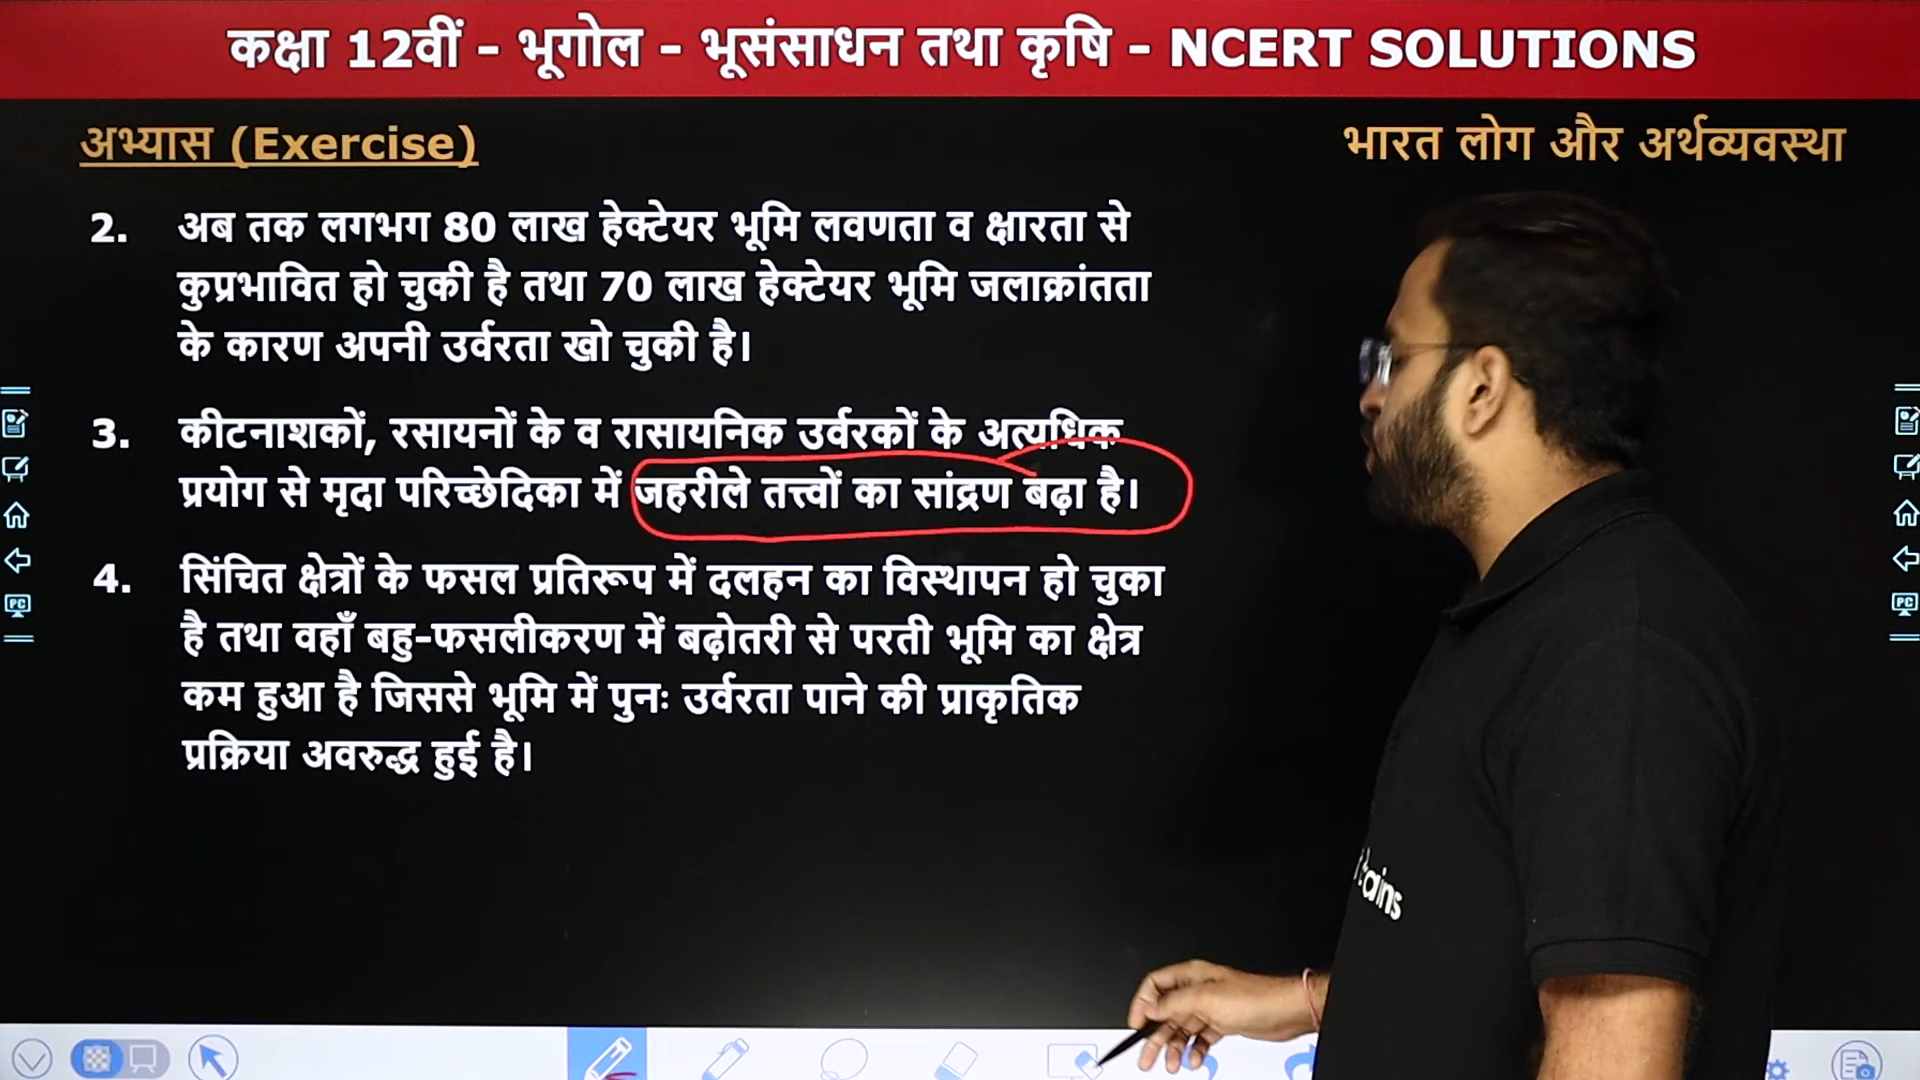 कक्षा 12वीं - भूगोल - भूसंसाधन तथा कृषि - NCERT SOLUTIONS
अभ्यास (Exercise)
भारत लोग और अर्थव्यवस्था
2. अब तक लगभग 80 लाख हेक्टेयर भूमि लवणता व क्षारता से
कुप्रभावित हो चुकी है तथा 70 लाख हेक्टेयर भूमि जलाक्रांतता
के कारण अपनी उर्वरता खो चुकी है।
3. कीटनाशकों, रसायनों के व रासायनिक उर्वरकों के अत्यधिक
प्रयोग से मृदा परिच्छेदिका में जहरीले तत्त्वों का सांद्रण बढ़ा है।
4. सिंचित क्षेत्रों के फसल प्रतिरूप में दलहन का विस्थापन हो चुका
है तथा वहाँ बहु-फसलीकरण में बढ़ोतरी से परती भूमि का क्षेत्र
कम हुआ है जिससे भूमि में पुनः उर्वरता पाने की प्राकृतिक
प्रक्रिया अवरुद्ध हुई है।
PC
PC